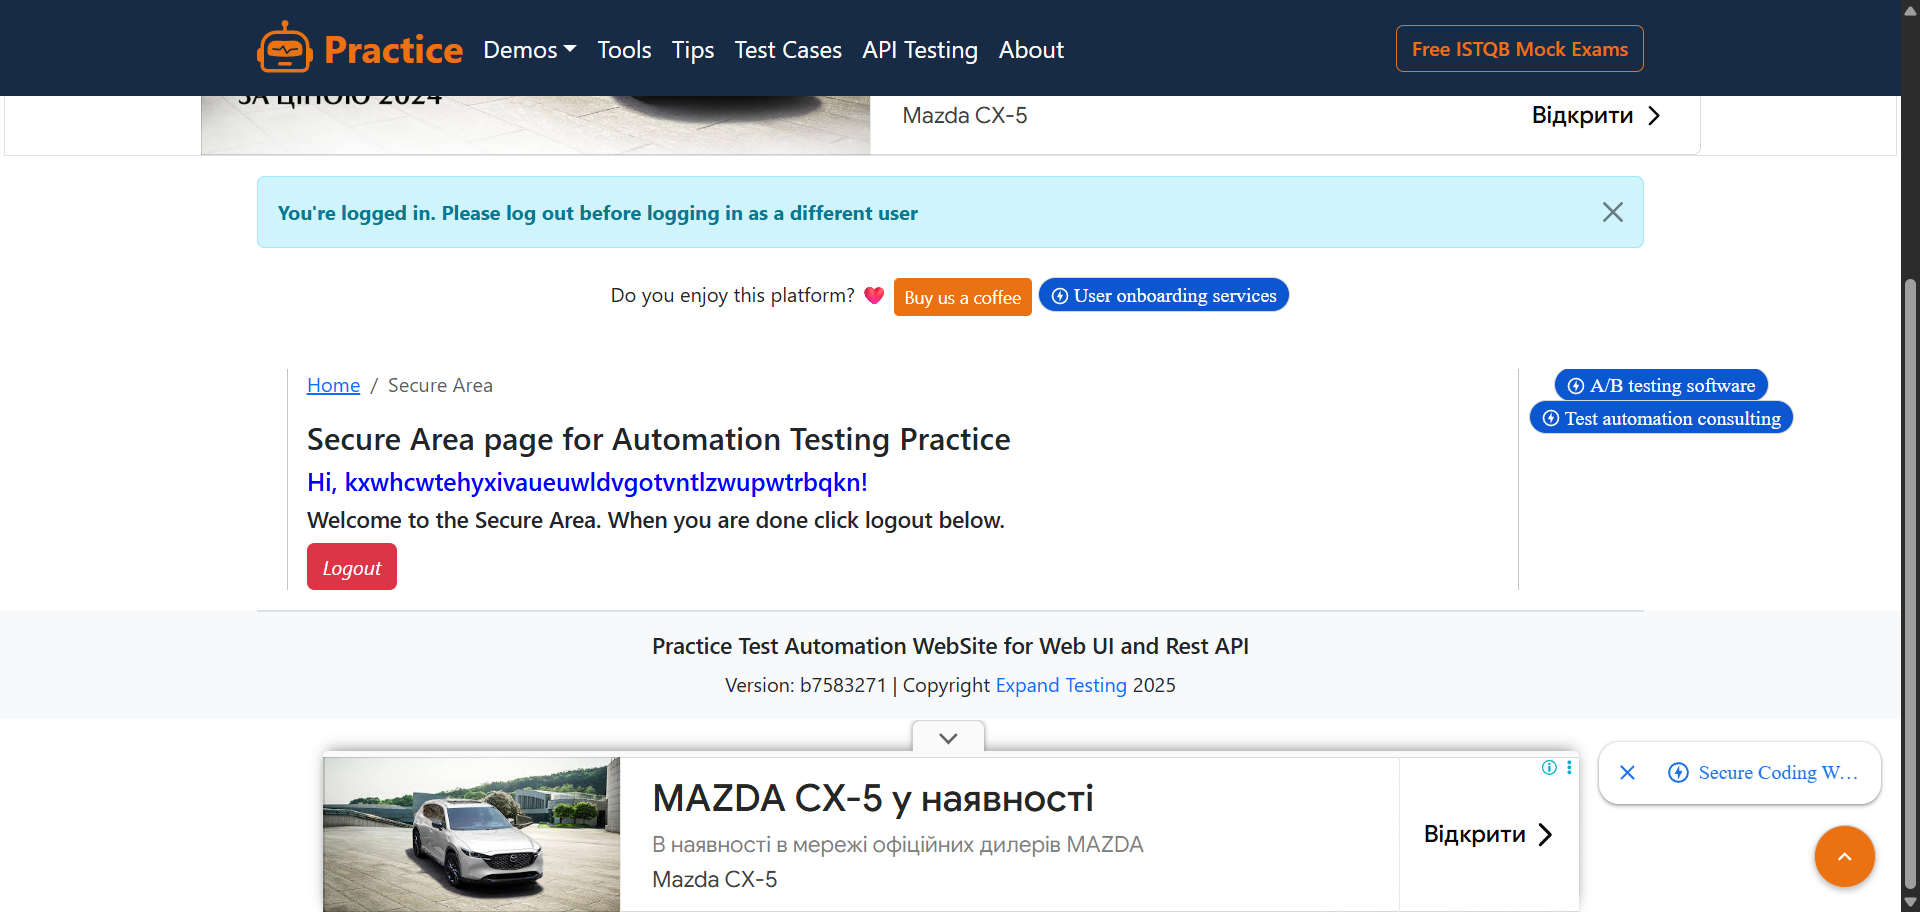 Practice Demos Tools Tips Test Cases API Testing About Free ISTQB Mock Exams
ЗА ЦІНОЮ 2024
Mazda CX-5
Відкрити
You're logged in. Please log out before logging in as a different user
Do you enjoy this platform? Buy us a coffee User onboarding services
Home / Secure Area
A/B testing software
Test automation consulting
Secure Area page for Automation Testing Practice
Hi, kxwhcwtehyxivaueuwldvgotvntlzwupwtrbqkn!
Welcome to the Secure Area. When you are done click logout below.
Logout
Practice Test Automation WebSite for Web UI and Rest API
Version: b7583271 | Copyright Expand Testing 2025
MAZDA CX-5 у наявності
В наявності в мережі офіційних дилерів MAZDA
Mazda CX-5
Відкрити
Secure Coding W...